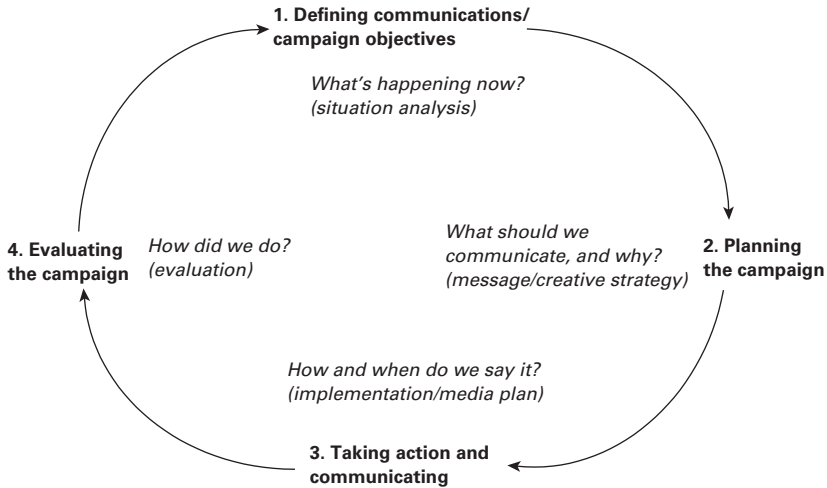 1. Defining communications/
campaign objectives
What's happening now?
(situation analysis)
What should we
communicate, and why?
(message/creative strategy)
2. Planning
the campaign
How and when do we say it?
(implementation/media plan)
3. Taking action and
communicating
4. Evaluating
the campaign
How did we do?
(evaluation)